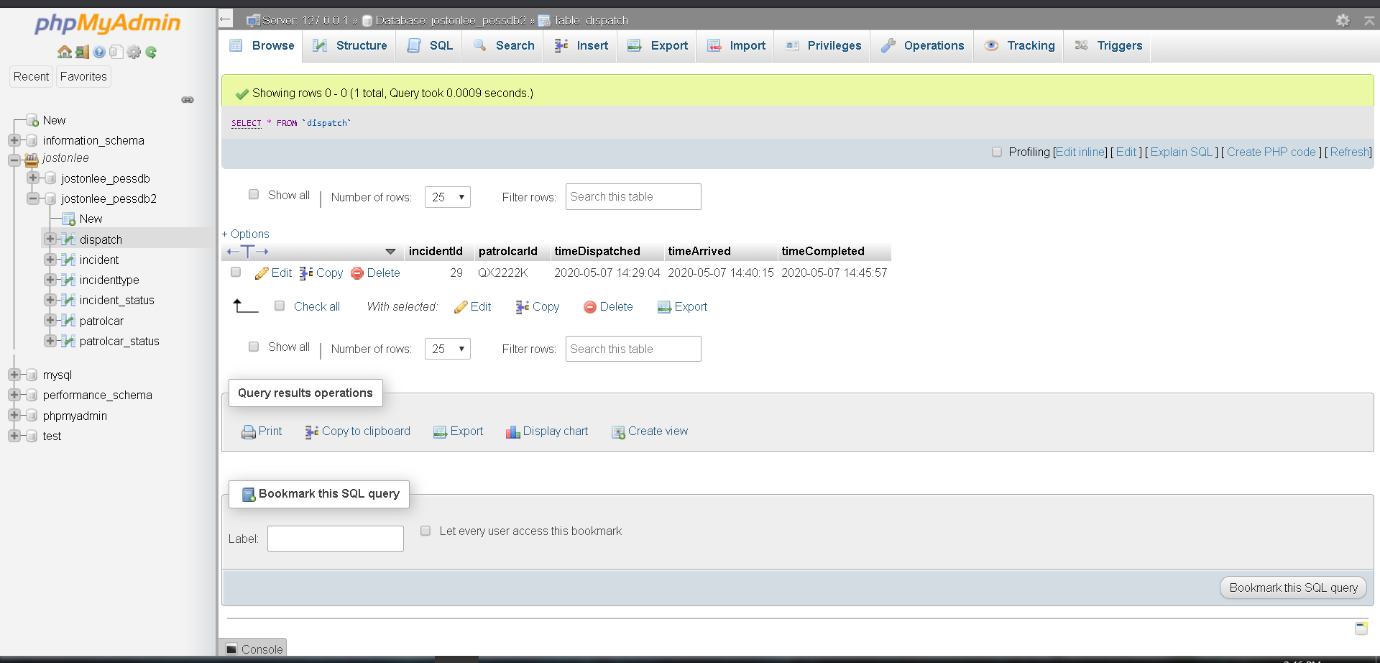 phpMyAdmin
Recent Favorites
New
information_schema
jostonlee
jostonlee_pessdb
jostonlee_pessdb2
New
dispatch
incident
incidenttype
incident_status
patrolcar
patrolcar_status
mysql
performance_schema
phpmyadmin
test
Server: 127.0.0.1 » Database: jostonlee_pessdb2 » Table: dispatch
Browse Structure SQL Search Insert Export Import Privileges Operations Tracking Triggers
Showing rows 0 - 0 (1 total, Query took 0.0009 seconds.)
SELECT * FROM `dispatch`
Profiling [Edit inline] [ Edit ] [ Explain SQL ] [ Create PHP code ] [ Refresh]
Show all | Number of rows: 25 Filter rows: Search this table
+ Options
←T→ incidentId patrolcarId timeDispatched timeArrived timeCompleted
Edit Copy Delete 29 QX2222K 2020-05-07 14:29:04 2020-05-07 14:40:15 2020-05-07 14:45:57
Check all With selected: Edit Copy Delete Export
Show all | Number of rows: 25 Filter rows: Search this table
Query results operations
Print Copy to clipboard Export Display chart Create view
Bookmark this SQL query
Label: Let every user access this bookmark
Bookmark this SQL query
Console